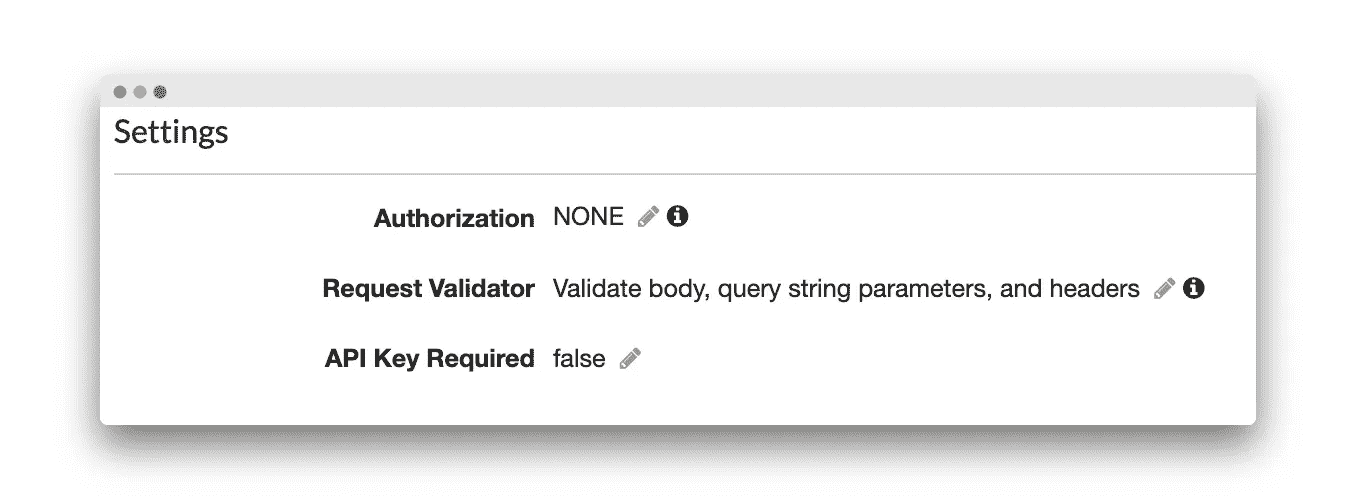 Settings
Authorization NONE
Request Validator Validate body, query string parameters, and headers
API Key Required false